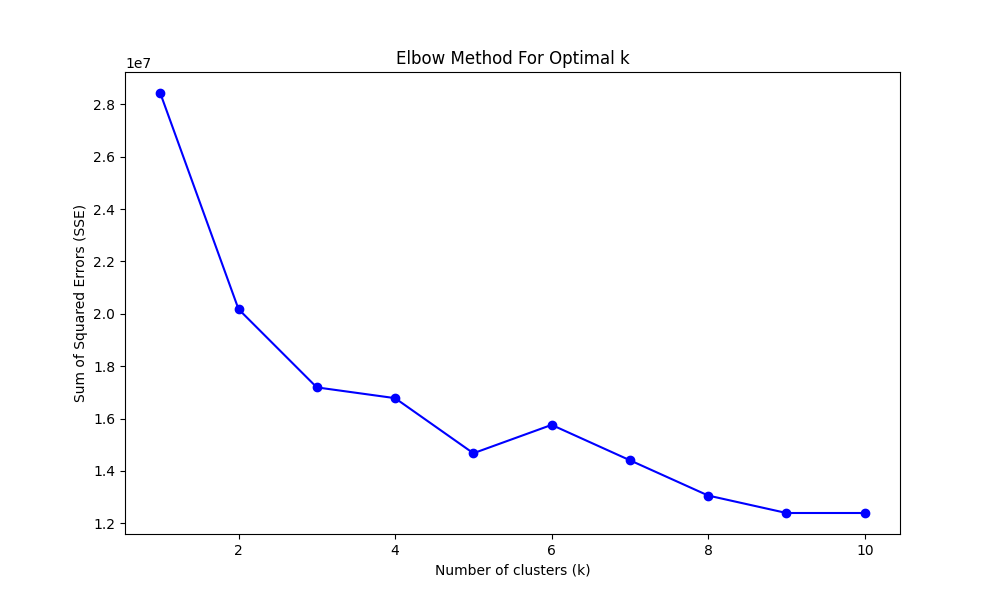 Elbow Method For Optimal k
1e7
2.8
2.6
2.4
2.2
2.0
1.8
1.6
1.4
1.2
Sum of Squared Errors (SSE)
2 4 6 8 10
Number of clusters (k)